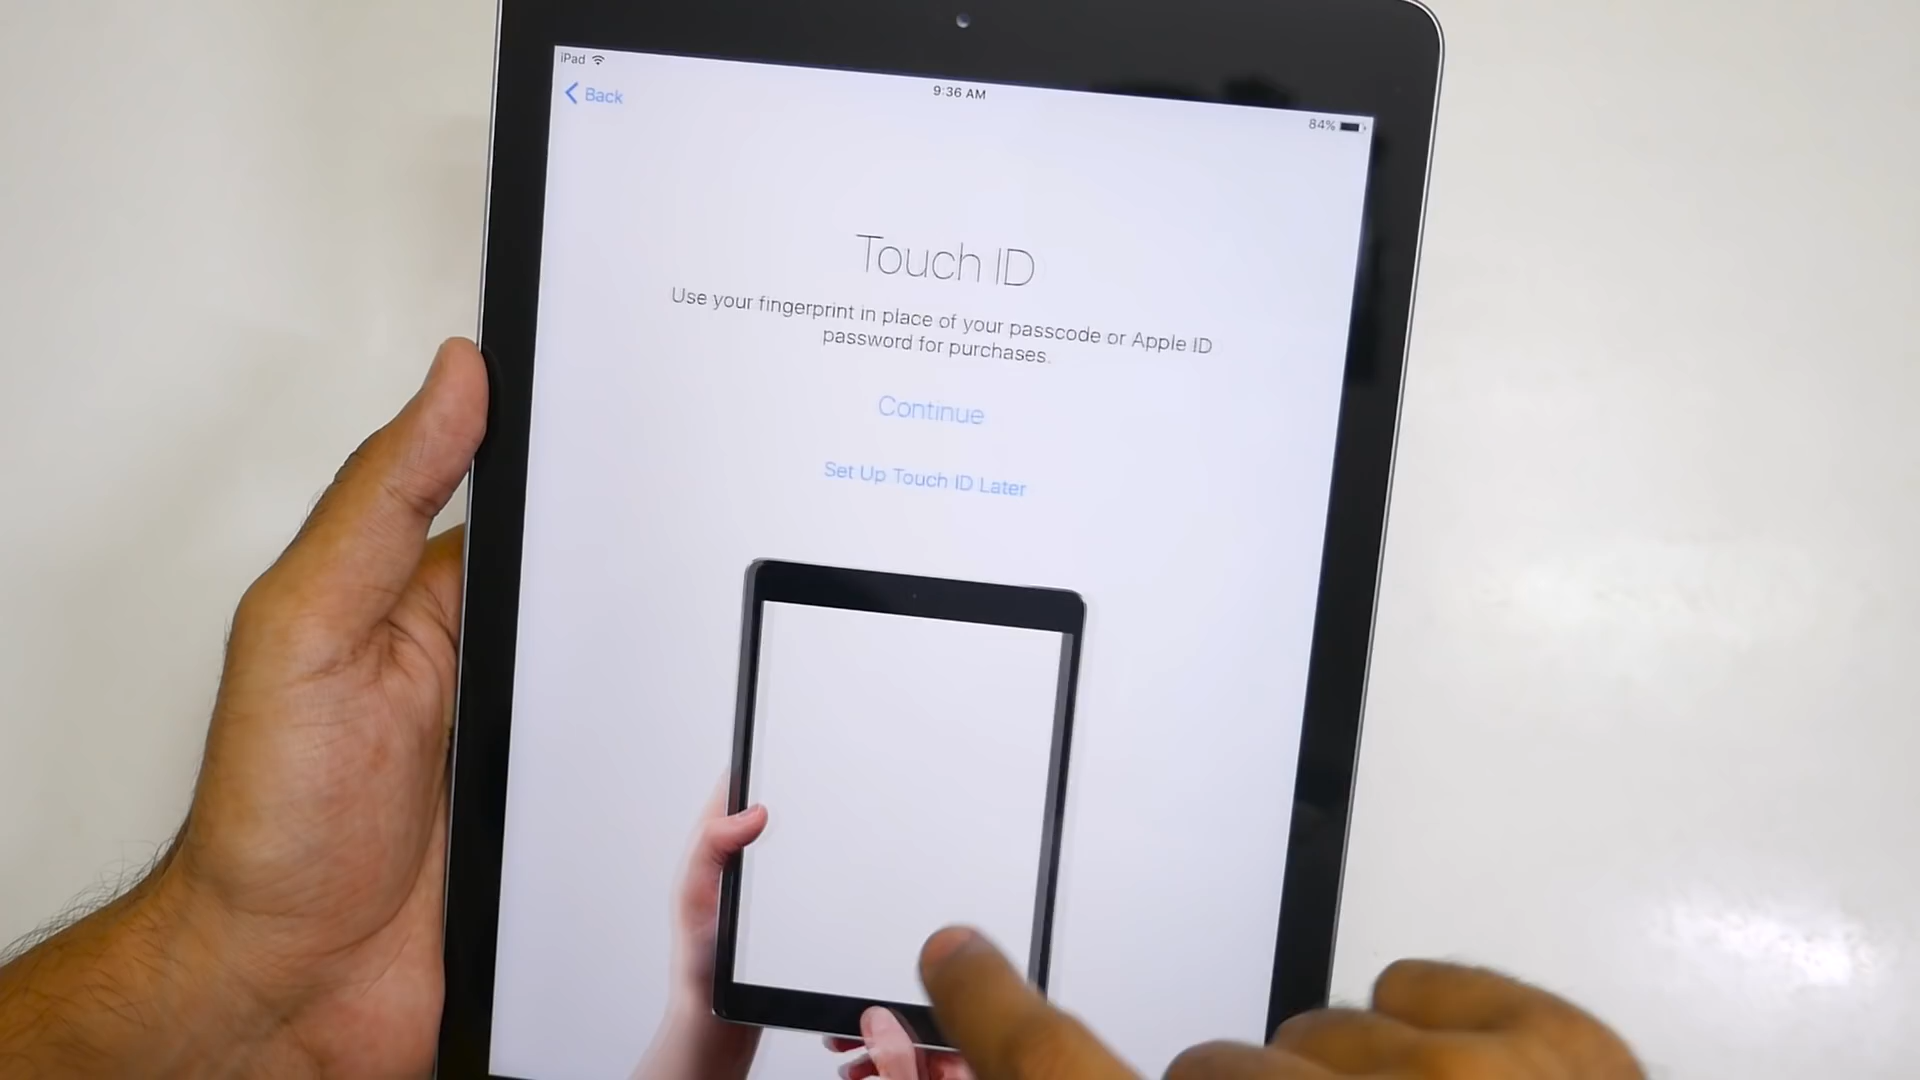 iPad
9:36 AM
84%
Back
Touch ID
Use your fingerprint in place of your passcode or Apple ID
password for purchases.
Continue
Set Up Touch ID Later